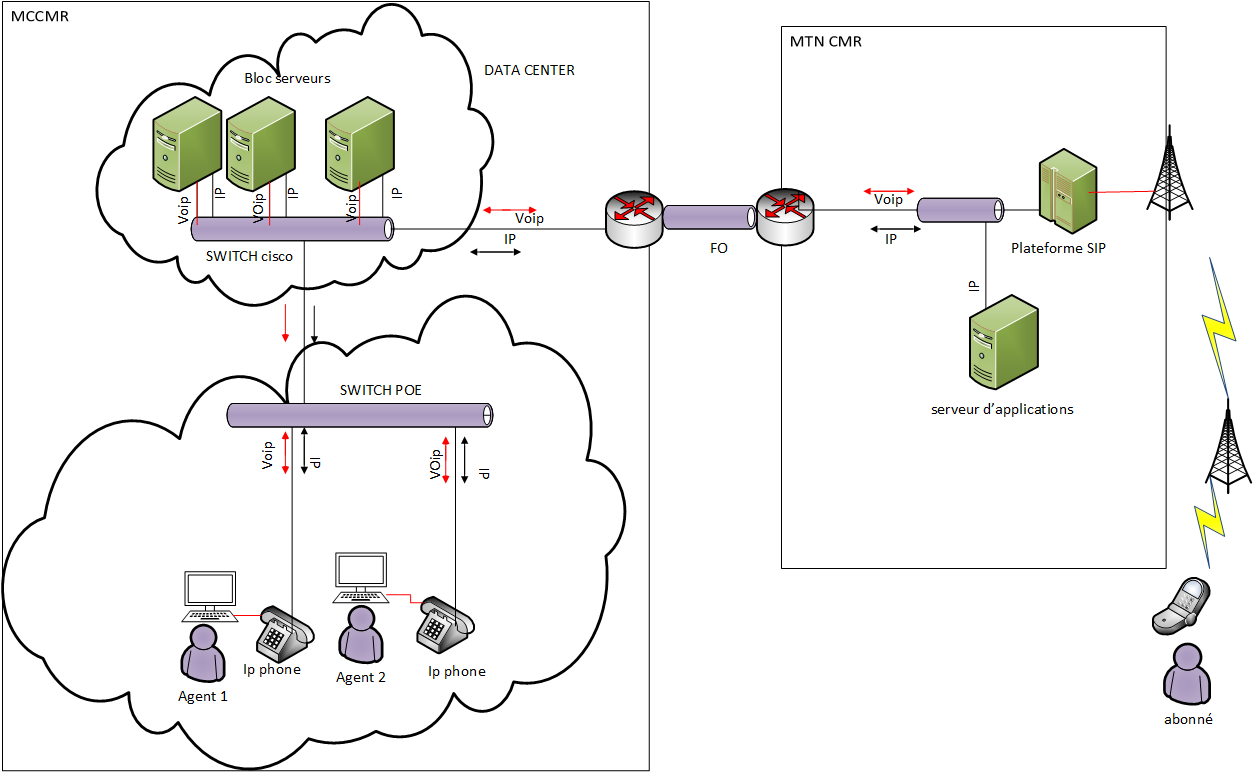 MCCMR
DATA CENTER
Bloc serveurs
Voip
IP
VOip
IP
Voip
IP
SWITCH cisco
Voip
IP
FO
MTN CMR
Voip
IP
Plateforme SIP
IP
serveur d’applications
SWITCH POE
Voip
IP
VOip
IP
Agent 1
Ip phone
Agent 2
Ip phone
abonné